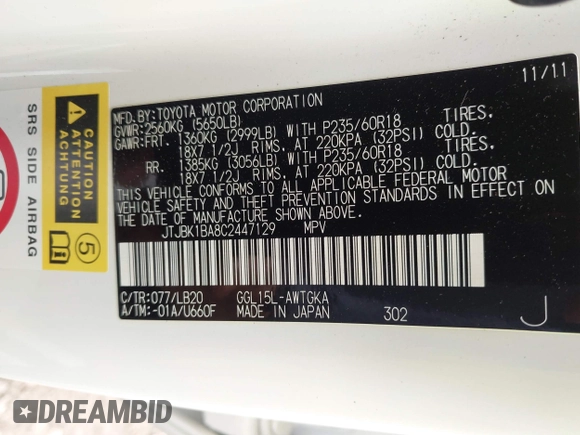 11/11
MFD.BY:TOYOTA MOTOR CORPORATION
GVWR:2560KG (5650LB)
GAWR:FRT. 1360KG (2999LB) WITH P235/60R18 TIRES,
18X7 1/2J RIMS, AT 220KPA (32PSI) COLD.
RR. 1385KG (3056LB) WITH P235/60R18 TIRES,
18X7 1/2J RIMS, AT 220KPA (32PSI) COLD.
THIS VEHICLE CONFORMS TO ALL APPLICABLE FEDERAL MOTOR
VEHICLE SAFETY AND THEFT PREVENTION STANDARDS IN EFFECT ON
THE DATE OF MANUFACTURE SHOWN ABOVE.
JTJBK1BA8C2447129 MPV
C/TR:077/LB20 GGL15L-AWTGKA
A/TM:-01A/U660F MADE IN JAPAN 302 J
SRS SIDE AIRBAG
CAUTION
ATTENTION
ACHTUNG
5
DREAMBID